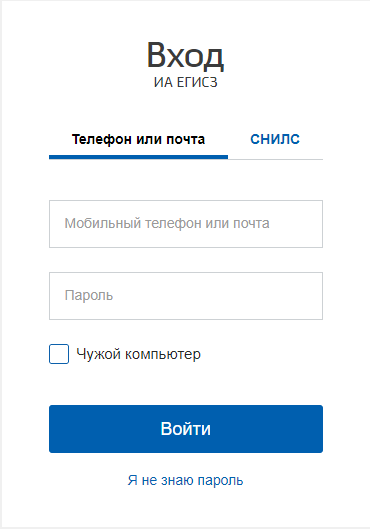 Вход
ИА ЕГИСЗ
Телефон или почта СНИЛС
Мобильный телефон или почта
Пароль
Чужой компьютер
Войти
Я не знаю пароль